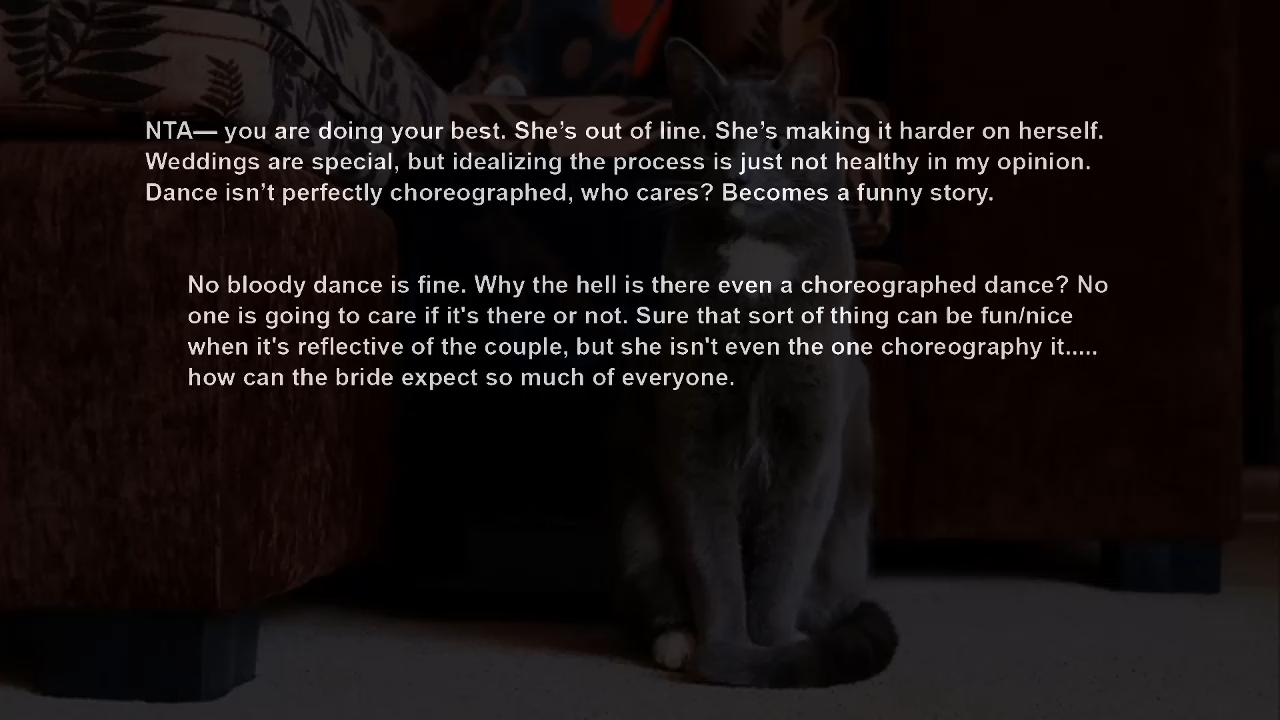 NTA— you are doing your best. She’s out of line. She’s making it harder on herself.
Weddings are special, but idealizing the process is just not healthy in my opinion.
Dance isn’t perfectly choreographed, who cares? Becomes a funny story.
No bloody dance is fine. Why the hell is there even a choreographed dance? No
one is going to care if it's there or not. Sure that sort of thing can be fun/nice
when it's reflective of the couple, but she isn't even the one choreography it.....
how can the bride expect so much of everyone.